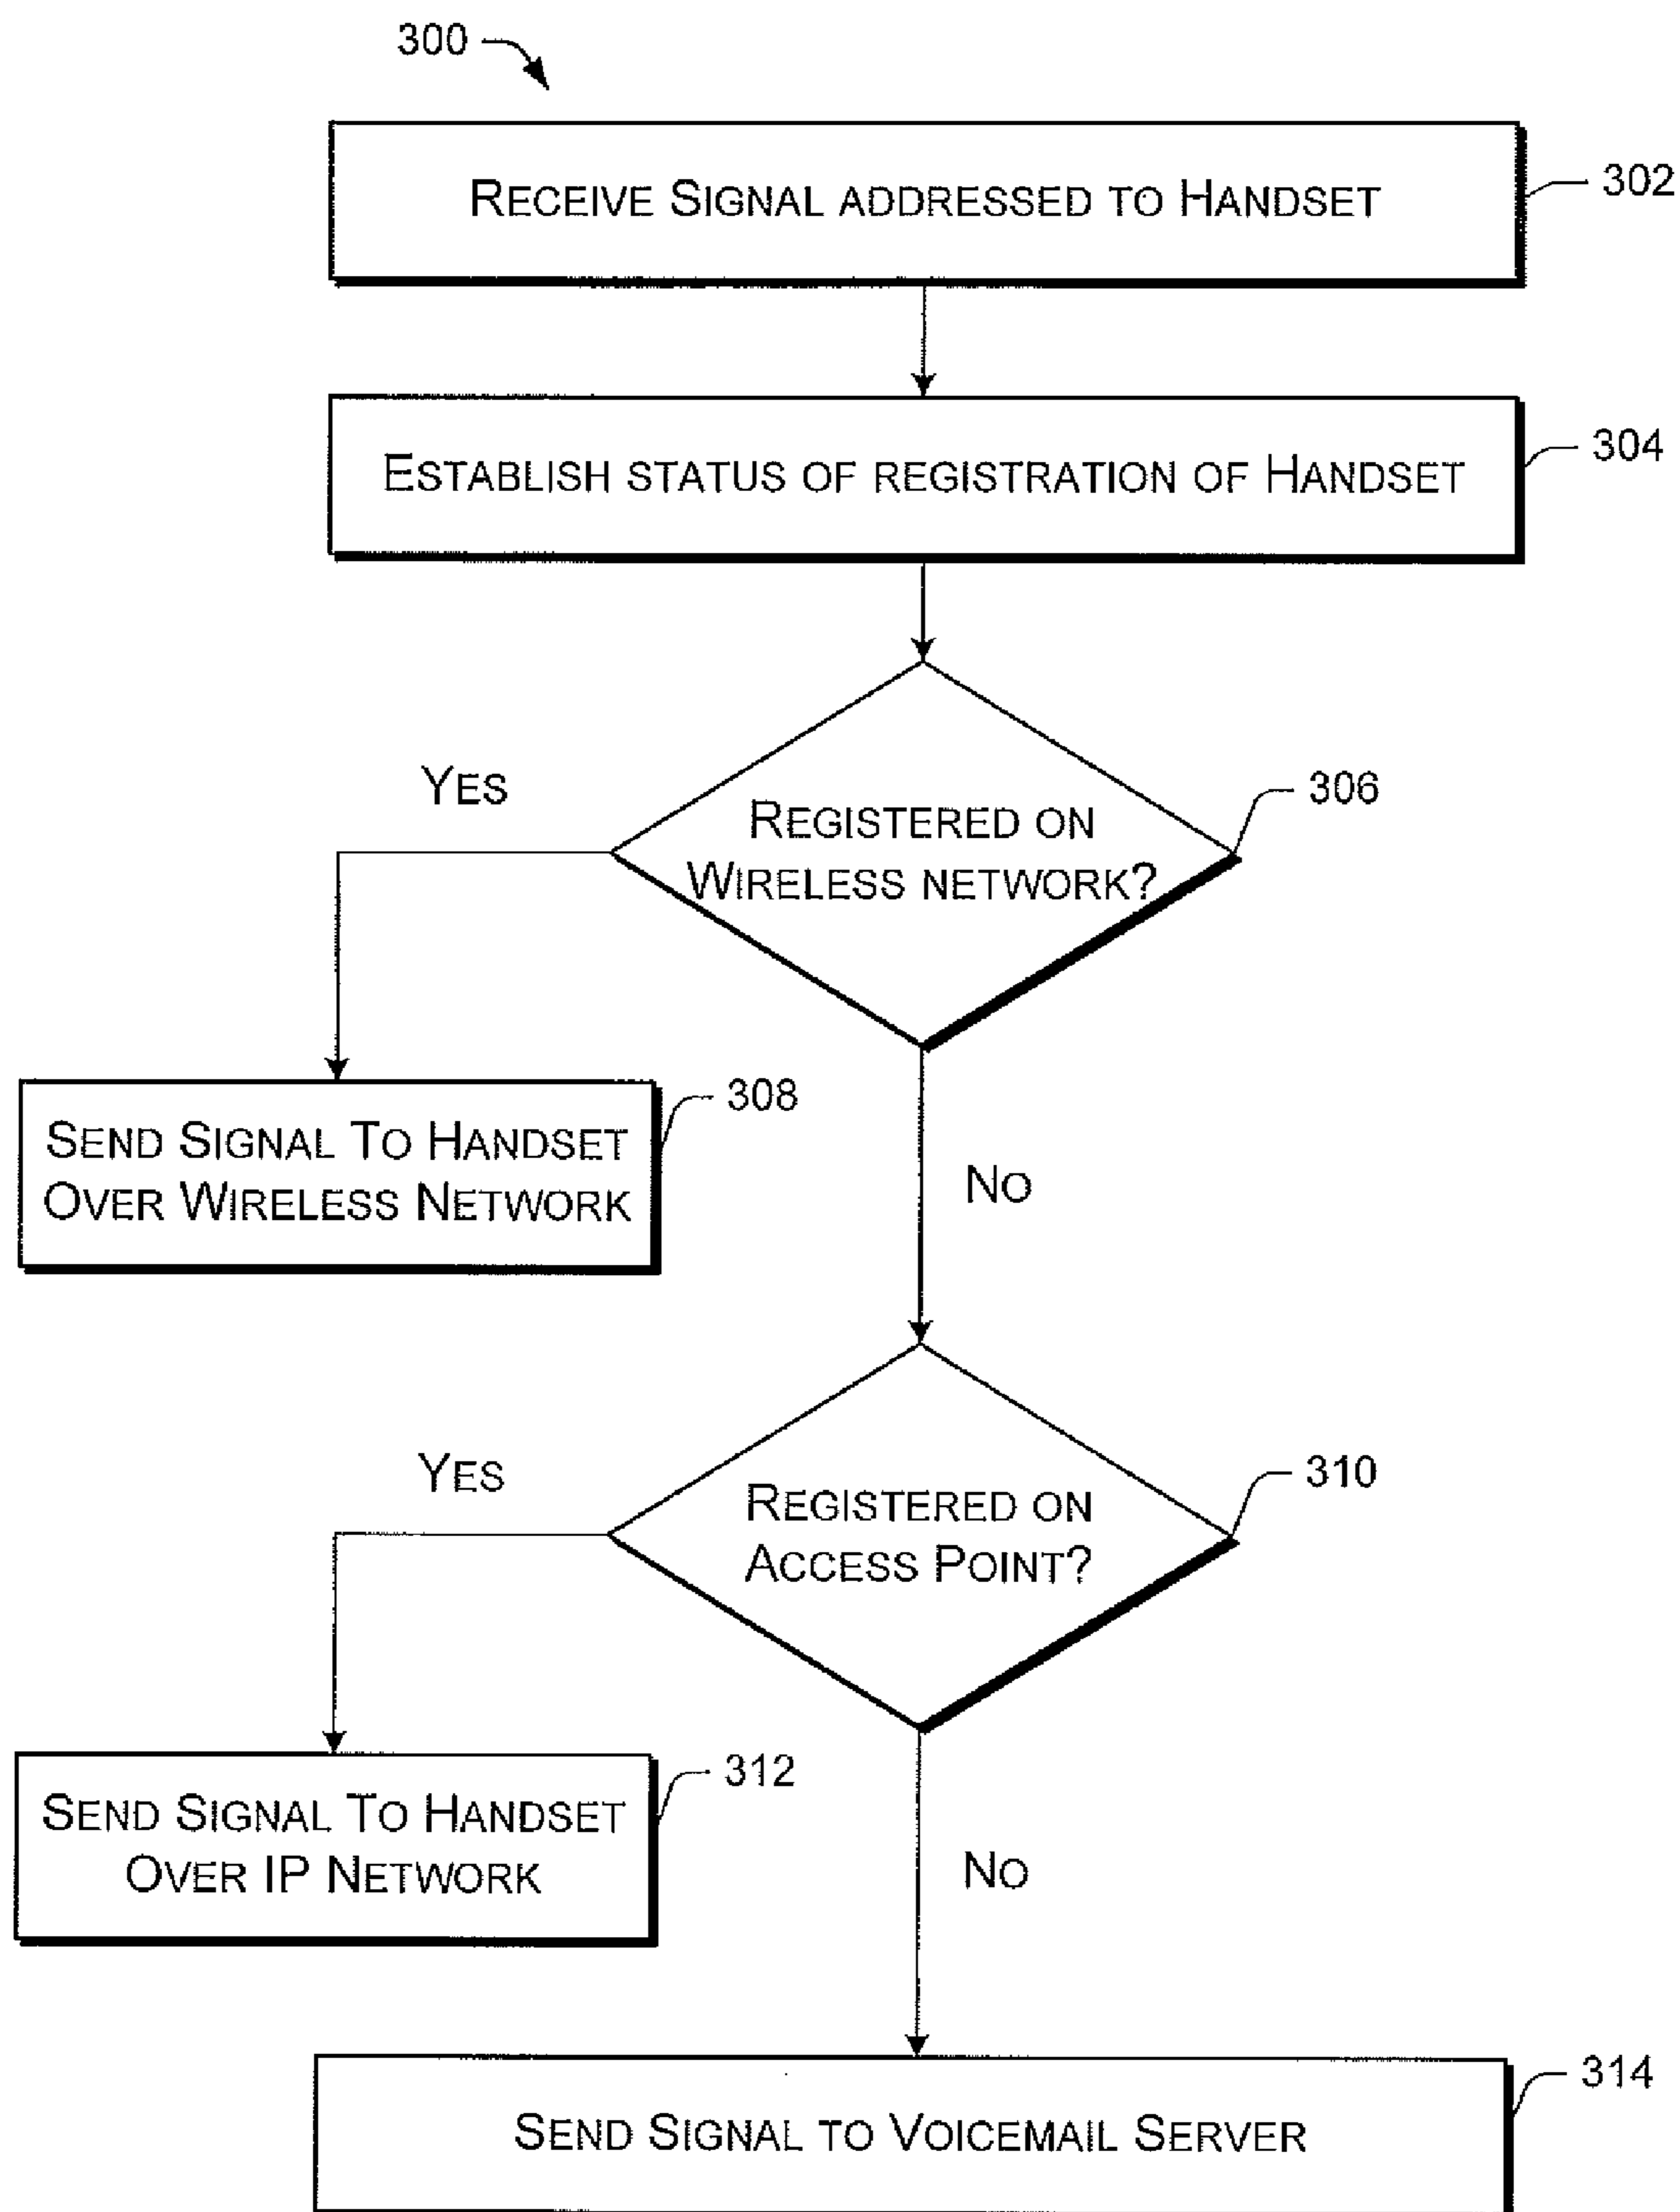 300
RECEIVE SIGNAL ADDRESSED TO HANDSET
302
ESTABLISH STATUS OF REGISTRATION OF HANDSET
304
YES
REGISTERED ON
WIRELESS NETWORK?
306
SEND SIGNAL TO HANDSET
OVER WIRELESS NETWORK
308
NO
YES
REGISTERED ON
ACCESS POINT?
310
SEND SIGNAL TO HANDSET
OVER IP NETWORK
312
NO
SEND SIGNAL TO VOICEMAIL SERVER
314